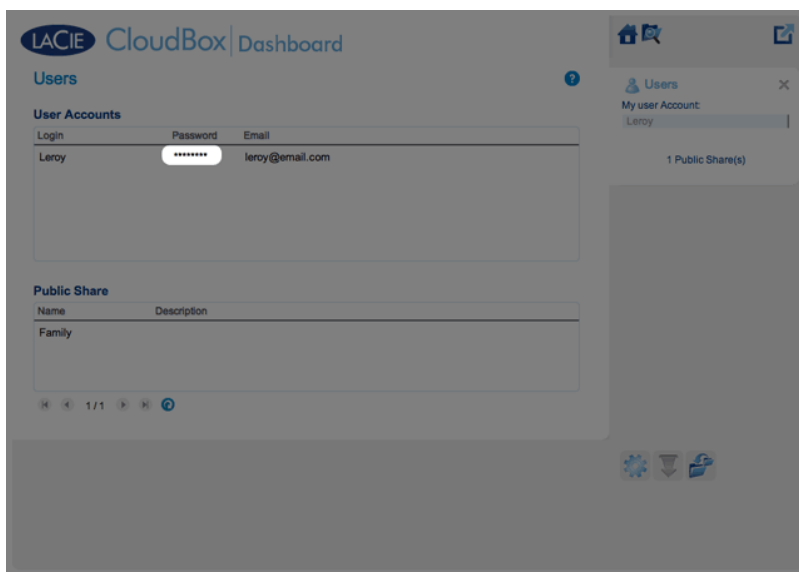 LACIE CloudBox Dashboard
Users
User Accounts
Login Password Email
Leroy ******** leroy@email.com
Public Share
Name Description
Family
1 / 1
Users
My user Account:
Leroy
1 Public Share(s)